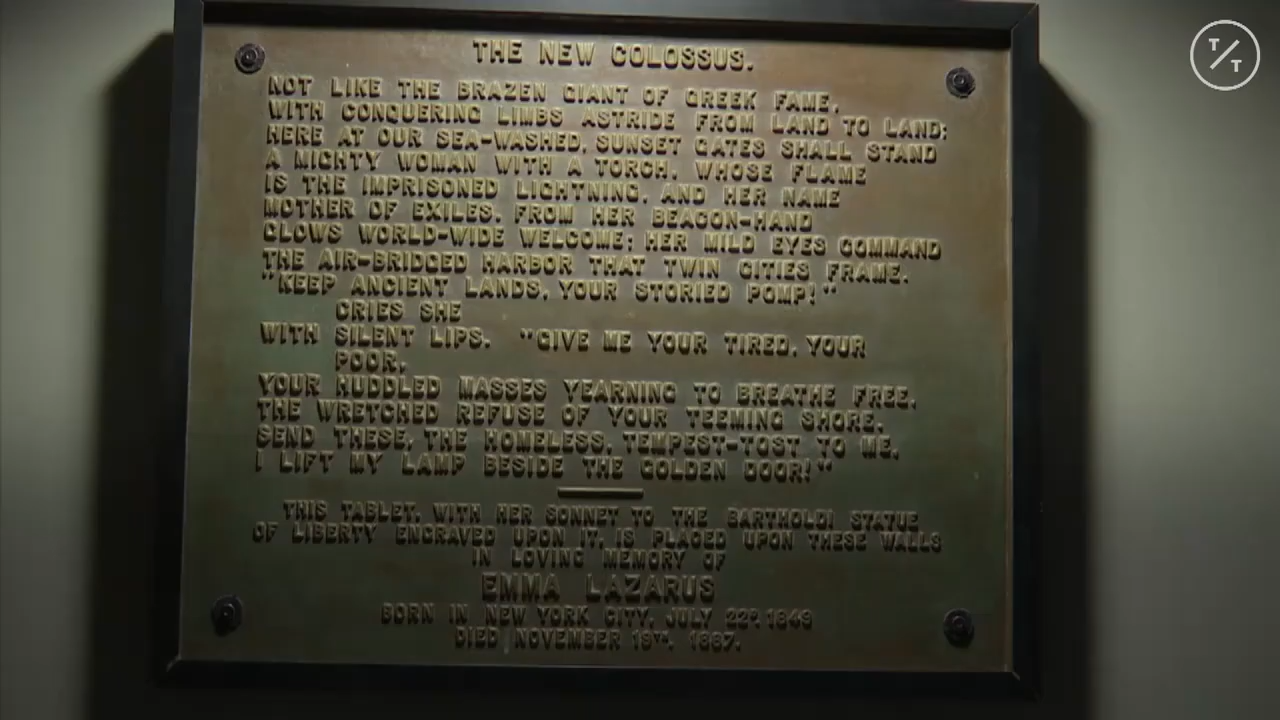 THE NEW COLOSSUS.
NOT LIKE THE BRAZEN GIANT OF GREEK FAME,
WITH CONQUERING LIMBS ASTRIDE FROM LAND TO LAND;
HERE AT OUR SEA-WASHED, SUNSET GATES SHALL STAND
A MIGHTY WOMAN WITH A TORCH, WHOSE FLAME
IS THE IMPRISONED LIGHTNING, AND HER NAME
MOTHER OF EXILES. FROM HER BEACON-HAND
GLOWS WORLD-WIDE WELCOME; HER MILD EYES COMMAND
THE AIR-BRIDGED HARBOR THAT TWIN CITIES FRAME.
"KEEP ANCIENT LANDS, YOUR STORIED POMP!"
CRIES SHE
WITH SILENT LIPS. "GIVE ME YOUR TIRED, YOUR
POOR,
YOUR HUDDLED MASSES YEARNING TO BREATHE FREE,
THE WRETCHED REFUSE OF YOUR TEEMING SHORE.
SEND THESE, THE HOMELESS, TEMPEST-TOST TO ME,
I LIFT MY LAMP BESIDE THE GOLDEN DOOR!"
THIS TABLET, WITH HER SONNET TO THE BARTHOLDI STATUE
OF LIBERTY ENGRAVED UPON IT, IS PLACED UPON THESE WALLS
IN LOVING MEMORY OF
EMMA LAZARUS
BORN IN NEW YORK CITY, JULY 22D, 1849
DIED NOVEMBER 19TH, 1887.
T/T